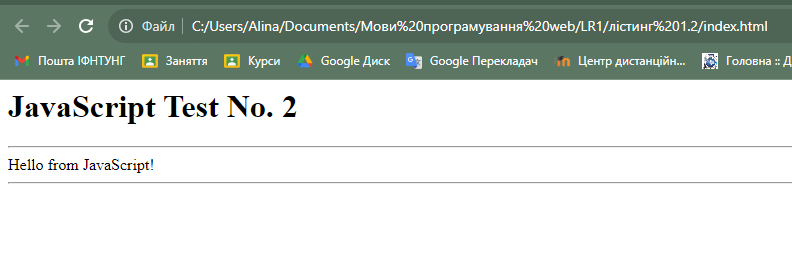 Файл C:/Users/Alina/Documents/Мови%20програмування%20web/LR1/лістинг%201.2/index.html
Пошта ІФНТУНГ Заняття Курси Google Диск Google Перекладач Центр дистанційн... Головна :: Д
JavaScript Test No. 2
Hello from JavaScript!